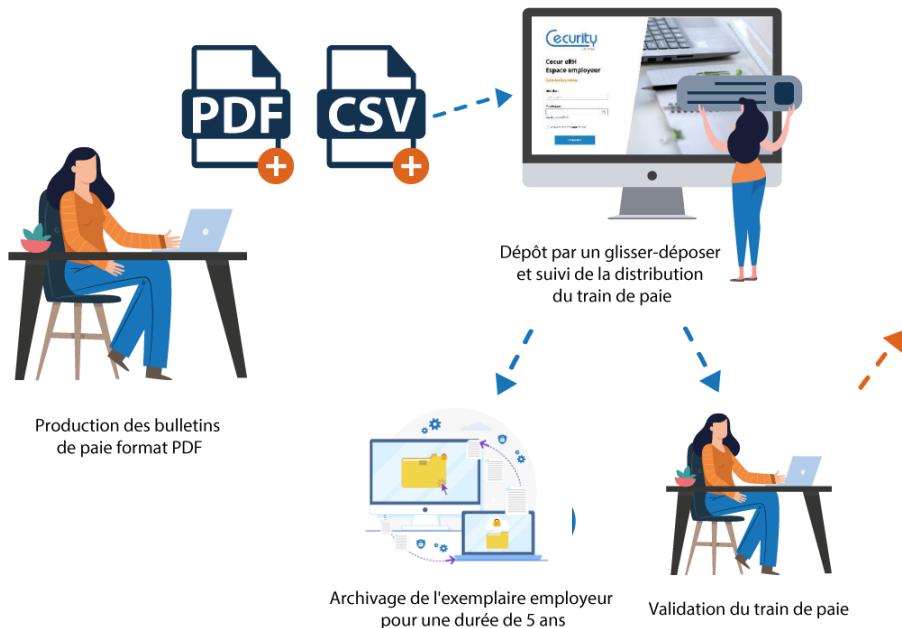 PDF
CSV
Cecurity
Cecur eRH
Espace employeur
Dépôt par un glisser-déposer
et suivi de la distribution
du train de paie
Production des bulletins
de paie format PDF
Archivage de l'exemplaire employeur
pour une durée de 5 ans
Validation du train de paie